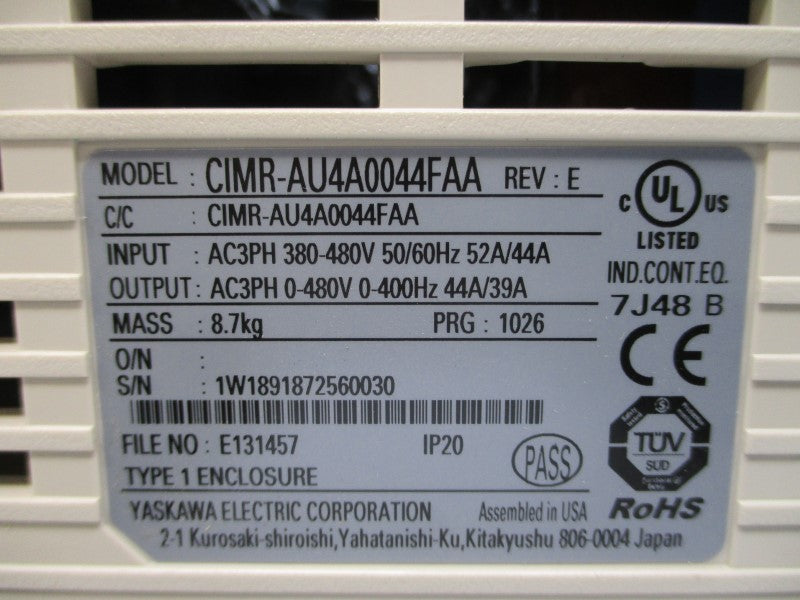 MODEL : CIMR-AU4A0044FAA REV : E
C/C : CIMR-AU4A0044FAA
INPUT : AC3PH 380-480V 50/60Hz 52A/44A
OUTPUT : AC3PH 0-480V 0-400Hz 44A/39A
MASS : 8.7kg PRG : 1026
O/N :
S/N : 1W1891872560030
FILE NO : E131457 IP20
TYPE 1 ENCLOSURE
PASS
YASKAWA ELECTRIC CORPORATION Assembled in USA
2-1 Kurosaki-shiroishi,Yahatanishi-Ku,Kitakyushu 806-0004 Japan
C UL US
LISTED
IND.CONT.EQ.
7J48 B
CE
TÜV
SUD
RoHS